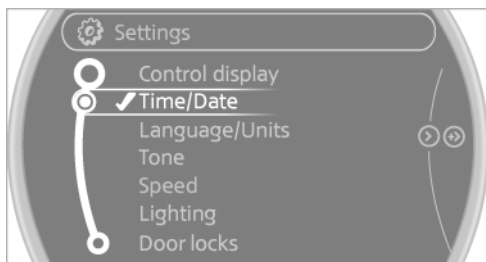 Settings
Control display
Time/Date
Language/Units
Tone
Speed
Lighting
Door locks